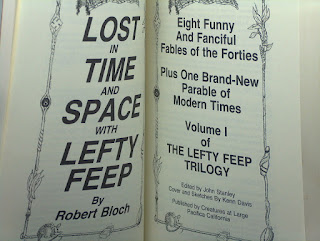 LOST
IN
TIME
AND
SPACE
WITH
LEFTY
FEEP
By
Robert Bloch
Eight Funny
And Fanciful
Fables of the Forties
Plus One Brand-New
Parable of
Modern Times
Volume I
of
THE LEFTY FEEP
TRILOGY
Edited by John Stanley
Cover and Sketches By Kenn Davis
Published by Creatures at Large
Pacifica California